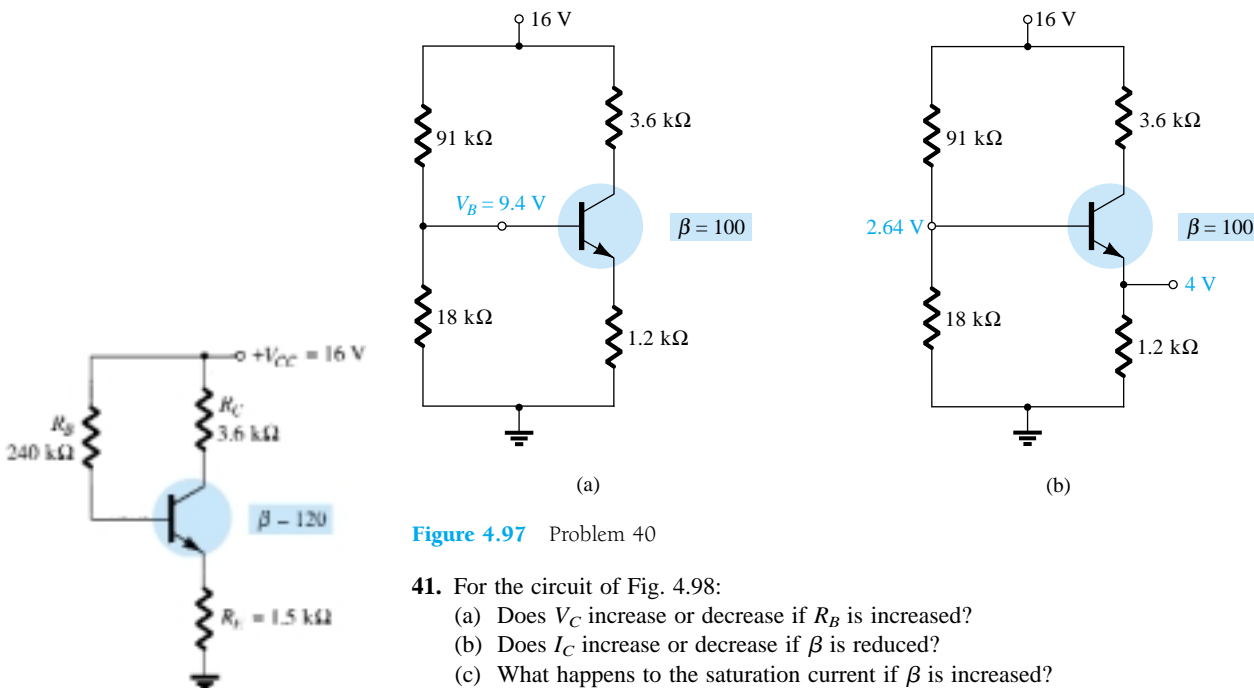 16 V
91 kΩ
3.6 kΩ
V_B = 9.4 V
β = 100
18 kΩ
1.2 kΩ
(a)
16 V
91 kΩ
3.6 kΩ
2.64 V
β = 100
4 V
18 kΩ
1.2 kΩ
(b)
+V_CC = 16 V
R_B
240 kΩ
R_C
3.6 kΩ
β – 120
R_E = 1.5 kΩ
Figure 4.97 Problem 40
41. For the circuit of Fig. 4.98:
(a) Does V_C increase or decrease if R_B is increased?
(b) Does I_C increase or decrease if β is reduced?
(c) What happens to the saturation current if β is increased?